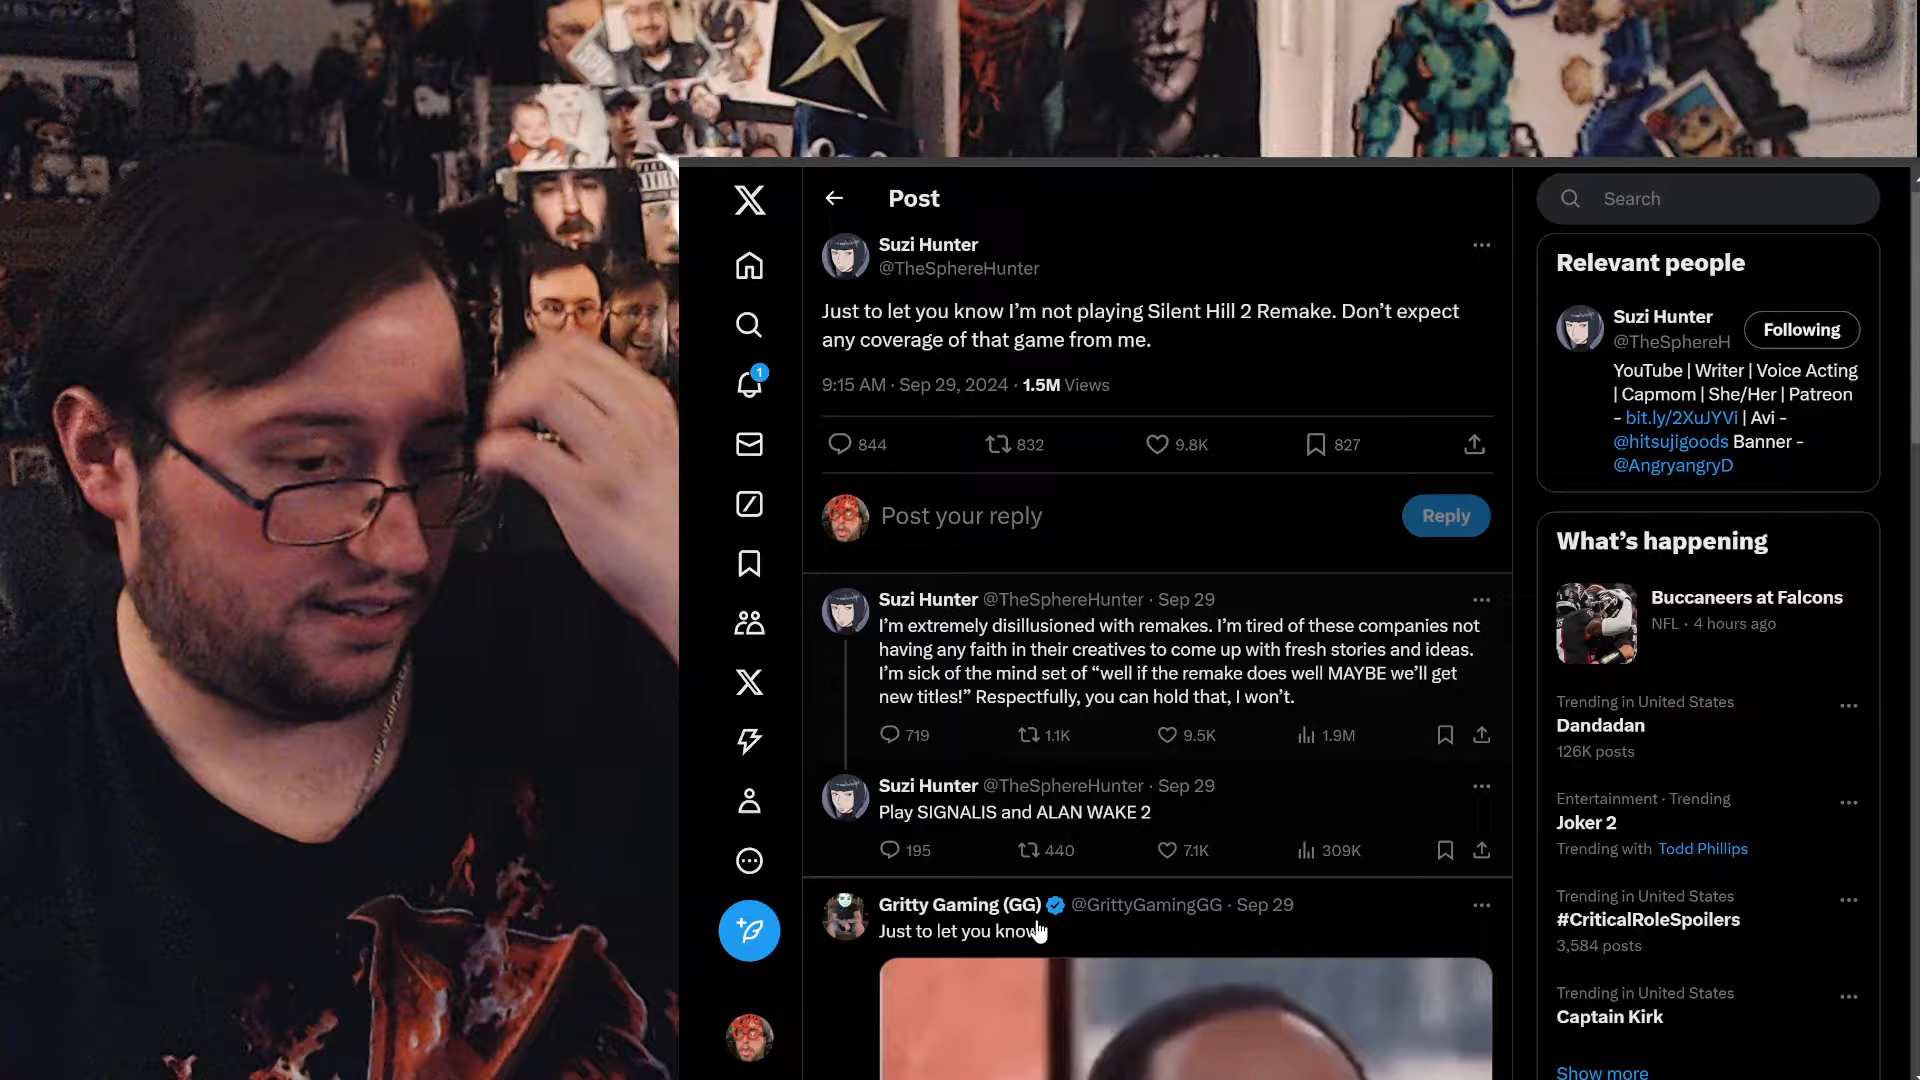 Post
Search
Suzi Hunter
@TheSphereHunter
Just to let you know I'm not playing Silent Hill 2 Remake. Don't expect
any coverage of that game from me.
9:15 AM · Sep 29, 2024 · 1.5M Views
844
832
9.8K
827
Post your reply
Reply
Suzi Hunter @TheSphereHunter · Sep 29
I'm extremely disillusioned with remakes. I'm tired of these companies not
having any faith in their creatives to come up with fresh stories and ideas.
I'm sick of the mind set of “well if the remake does well MAYBE we'll get
new titles!” Respectfully, you can hold that, I won't.
719
1.1K
9.5K
1.9M
Suzi Hunter @TheSphereHunter · Sep 29
Play SIGNALIS and ALAN WAKE 2
195
440
7.1K
309K
Gritty Gaming (GG) @GrittyGamingGG · Sep 29
Just to let you know
1
Relevant people
Suzi Hunter
@TheSphereH
Following
YouTube | Writer | Voice Acting
| Capmom | She/Her | Patreon
- bit.ly/2XuJYVi | Avi -
@hitsujigoods Banner -
@AngryangryD
What's happening
Buccaneers at Falcons
NFL · 4 hours ago
Trending in United States
Dandadan
126K posts
Entertainment · Trending
Joker 2
Trending with Todd Phillips
Trending in United States
#CriticalRoleSpoilers
3,584 posts
Trending in United States
Captain Kirk
Show more